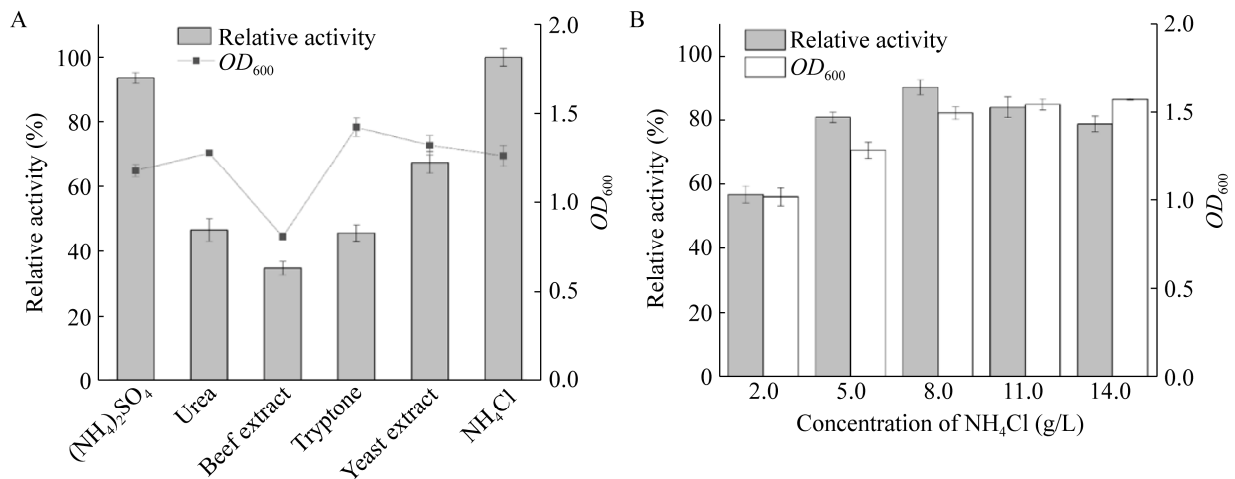 A
Relative activity
OD600
Relative activity (%)
100
80
60
40
20
0
2.0
1.5
1.0
0.5
0.0
OD600
(NH4)2SO4
Urea
Beef extract
Tryptone
Yeast extract
NH4Cl
B
Relative activity
OD600
Relative activity (%)
100
80
60
40
20
0
2.0
1.5
1.0
0.5
0.0
OD600
2.0 5.0 8.0 11.0 14.0
Concentration of NH4Cl (g/L)